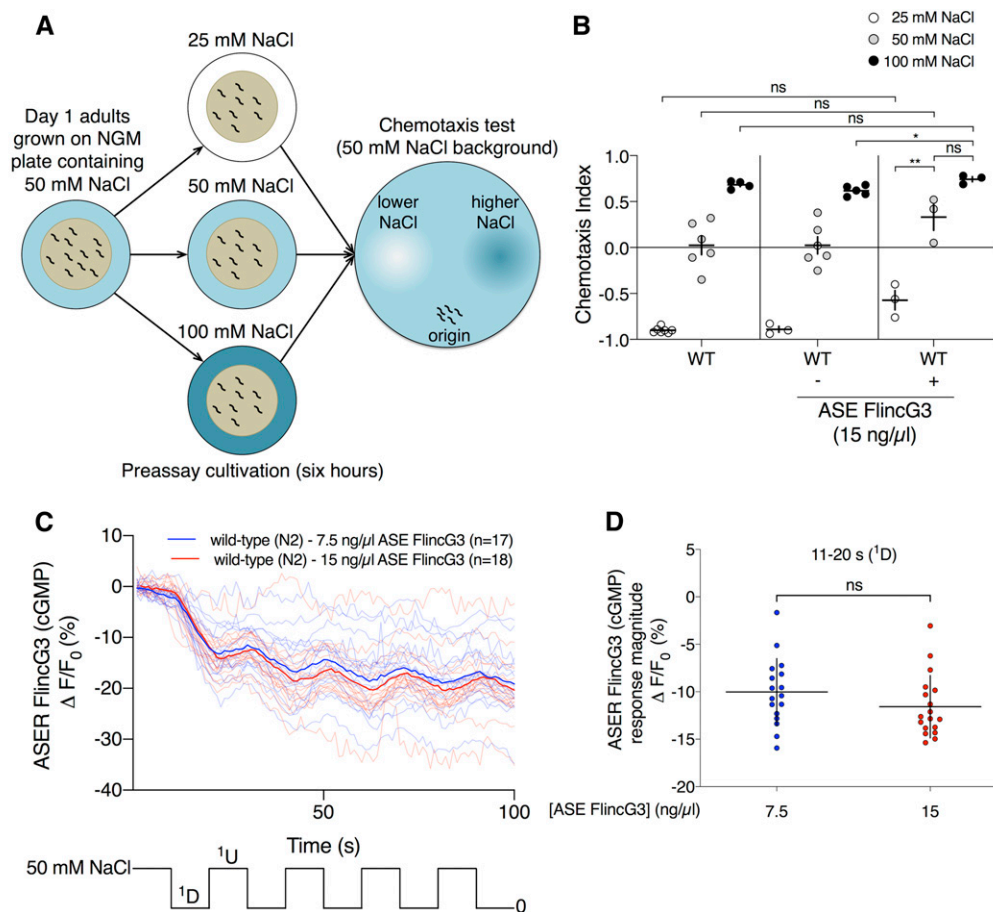 A
25 mM NaCl
Day 1 adults
grown on NGM
plate containing
50 mM NaCl
50 mM NaCl
100 mM NaCl
Preassay cultivation (six hours)
Chemotaxis test
(50 mM NaCl background)
lower
NaCl
higher
NaCl
origin
B
25 mM NaCl
50 mM NaCl
100 mM NaCl
ns
ns
ns
*
ns
**
Chemotaxis Index
1.0
0.5
0.0
-0.5
-1.0
WT
WT
WT
- +
ASE FlincG3
(15 ng/µl)
C
wild-type (N2) - 7.5 ng/µl ASE FlincG3 (n=17)
wild-type (N2) - 15 ng/µl ASE FlincG3 (n=18)
ASER FlincG3 (cGMP)
Δ F/F₀ (%)
10
0
-10
-20
-30
-40
50
100
Time (s)
50 mM NaCl
¹D
¹U
0
D
11-20 s (¹D)
ns
ASER FlincG3 (cGMP)
response magnitude
Δ F/F₀ (%)
5
0
-5
-10
-15
-20
[ASE FlincG3] (ng/µl)
7.5
15